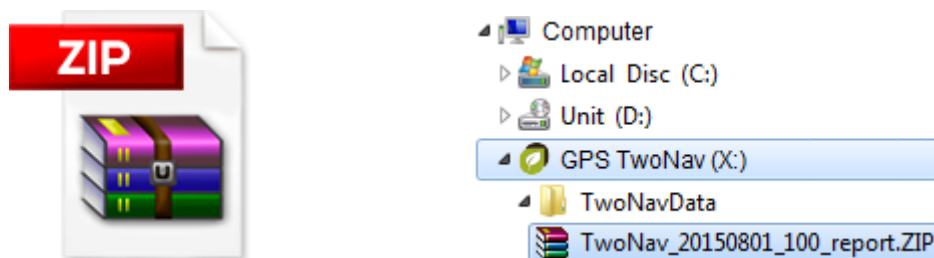 ZIP
Computer
Local Disc (C:)
Unit (D:)
GPS TwoNav (X:)
TwoNavData
TwoNav_20150801_100_report.ZIP
U